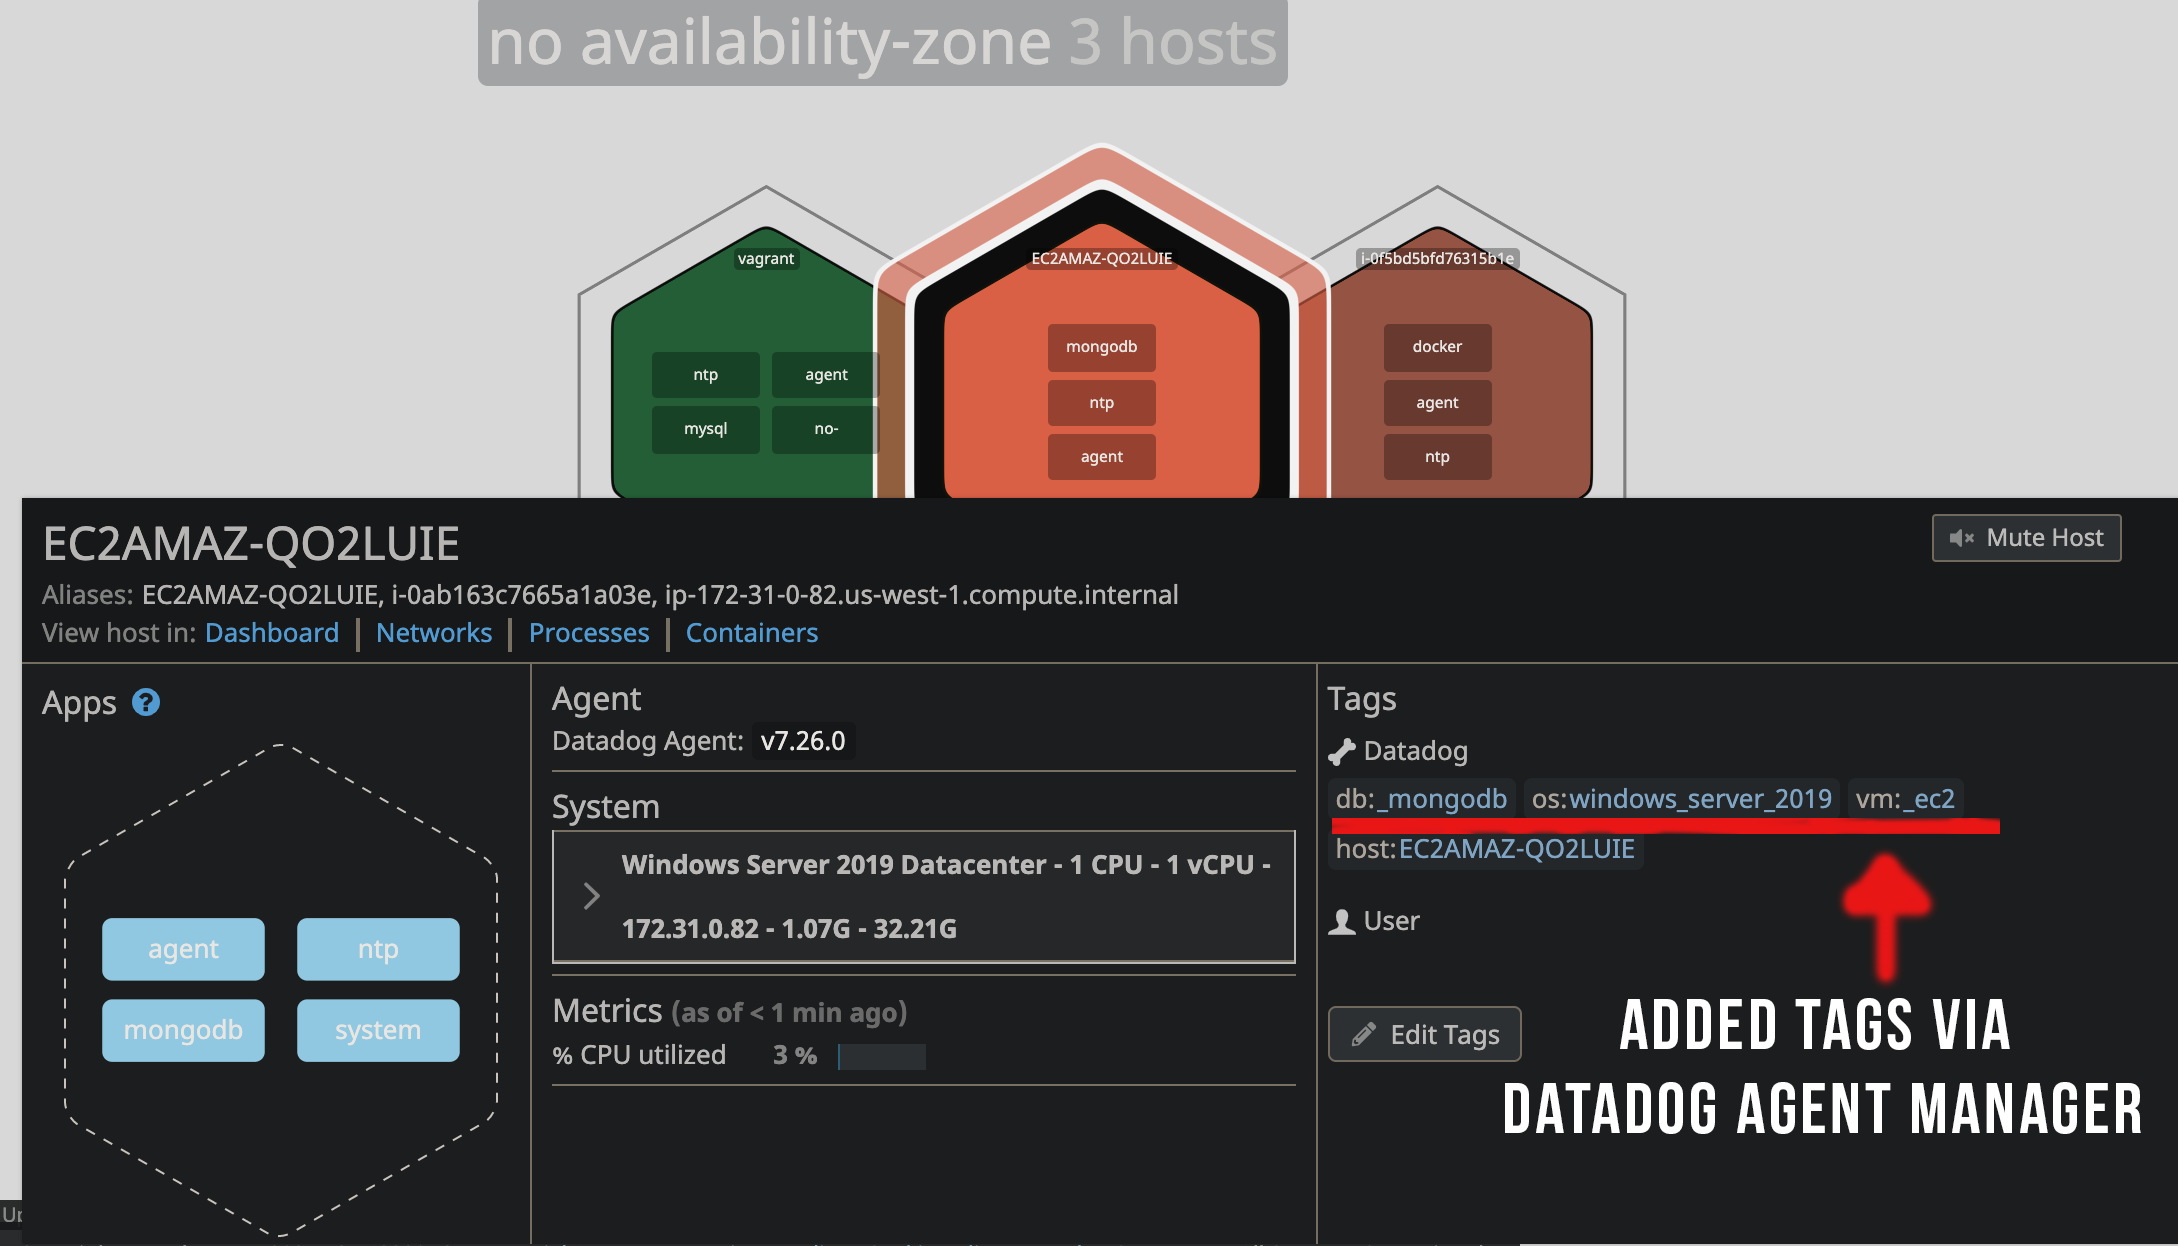 no availability-zone 3 hosts
vagrant
ntp agent
mysql no-
EC2AMAZ-QO2LUIE
mongodb
ntp
agent
i-0f5bd5bfd76315b1e
docker
agent
ntp
EC2AMAZ-QO2LUIE
Mute Host
Aliases: EC2AMAZ-QO2LUIE, i-0ab163c7665a1a03e, ip-172-31-0-82.us-west-1.compute.internal
View host in: Dashboard | Networks | Processes | Containers
Apps ?
agent ntp
mongodb system
Agent
Datadog Agent: v7.26.0
System
Windows Server 2019 Datacenter - 1 CPU - 1 vCPU -
172.31.0.82 - 1.07G - 32.21G
Metrics (as of < 1 min ago)
% CPU utilized 3 %
Tags
Datadog
db:_mongodb os:windows_server_2019 vm:_ec2
host:EC2AMAZ-QO2LUIE
User
Edit Tags
ADDED TAGS VIA
DATADOG AGENT MANAGER